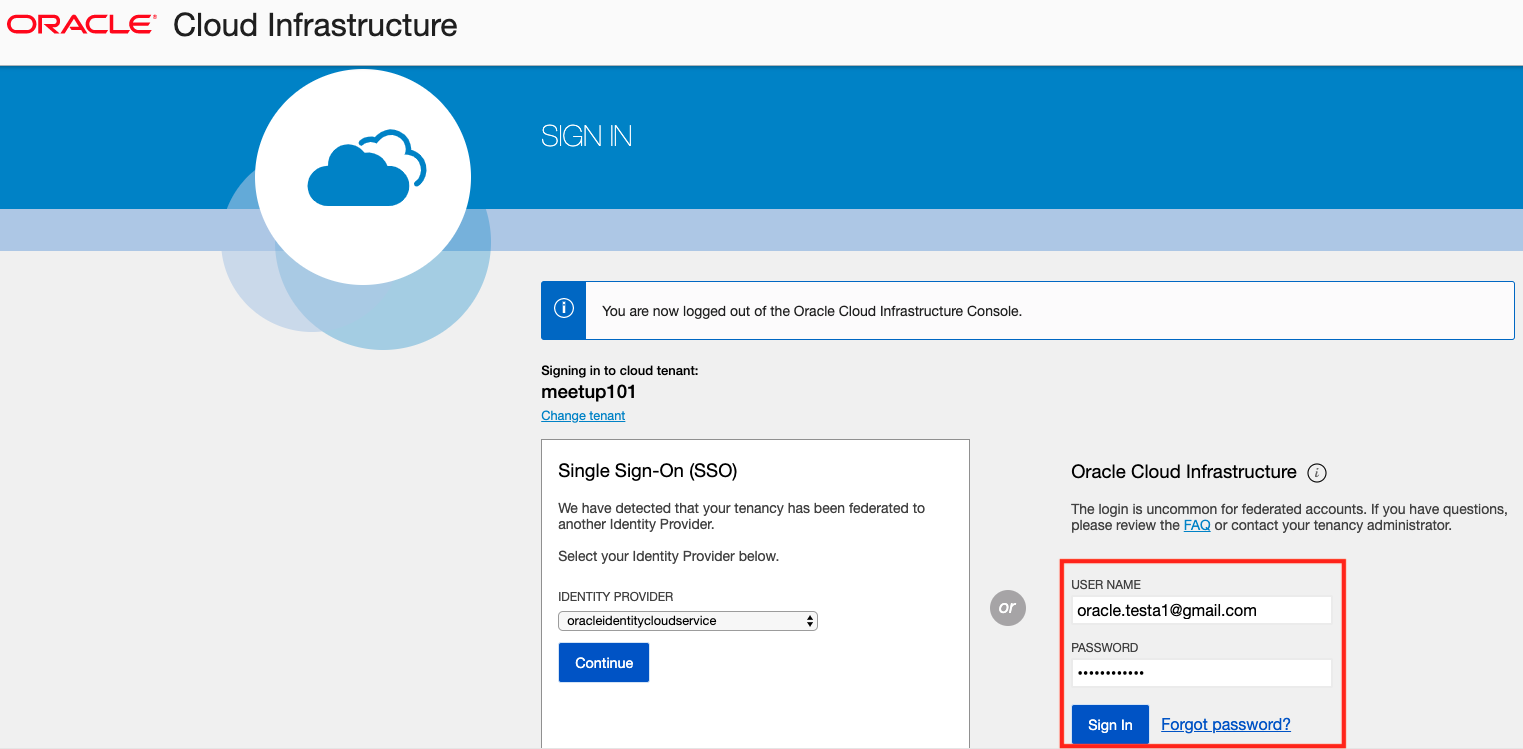 ORACLE® Cloud Infrastructure
SIGN IN
You are now logged out of the Oracle Cloud Infrastructure Console.
Signing in to cloud tenant:
meetup101
Change tenant
Single Sign-On (SSO)
We have detected that your tenancy has been federated to
another Identity Provider.
Select your Identity Provider below.
IDENTITY PROVIDER
oracleidentitycloudservice
Continue
or
Oracle Cloud Infrastructure
The login is uncommon for federated accounts. If you have questions,
please review the FAQ or contact your tenancy administrator.
USER NAME
oracle.testa1@gmail.com
PASSWORD
••••••••••••
Sign In Forgot password?